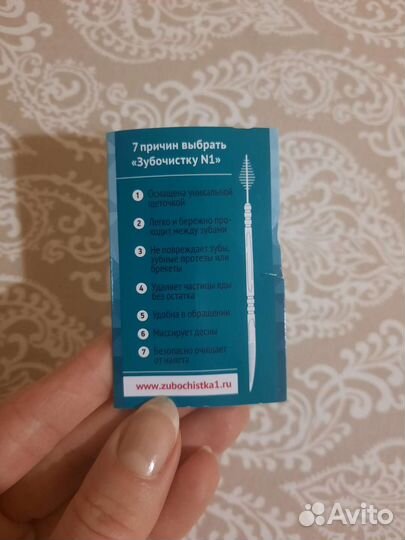 7 причин выбрать
«Зубочистку N1»
1 Оснащена уникальной
щеточкой
2 Легко и бережно про-
ходит между зубами
3 Не повреждает зубы,
зубные протезы или
брекеты
4 Удаляет частицы еды
без остатка
5 Удобна в обращении
6 Массирует десны
7 Безопасно очищает
от налета
www.zubochistka1.ru
Avito